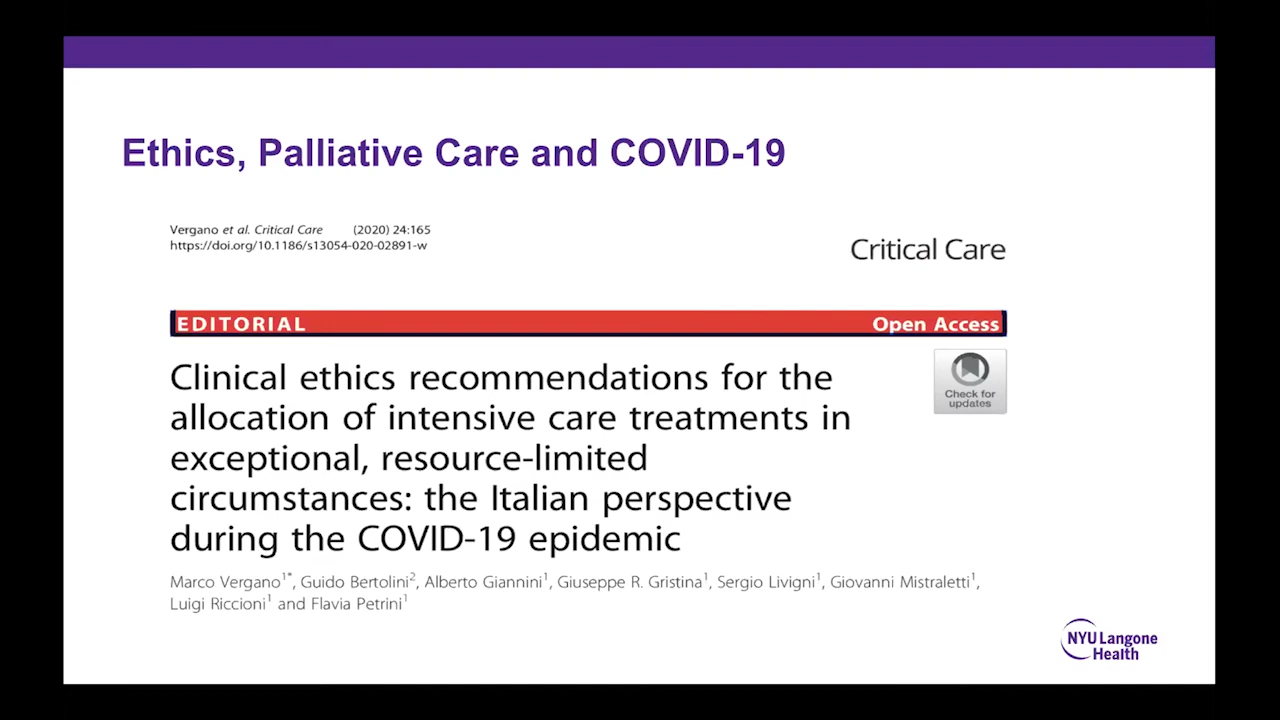 Ethics, Palliative Care and COVID-19
Vergano et al. Critical Care (2020) 24:165
https://doi.org/10.1186/s13054-020-02891-w
Critical Care
EDITORIAL Open Access
Clinical ethics recommendations for the
allocation of intensive care treatments in
exceptional, resource-limited
circumstances: the Italian perspective
during the COVID-19 epidemic
Check for
updates
Marco Vergano1*, Guido Bertolini2, Alberto Giannini1, Giuseppe R. Gristina1, Sergio Livigni1, Giovanni Mistraletti1,
Luigi Riccioni1 and Flavia Petrini1
NYU Langone
Health